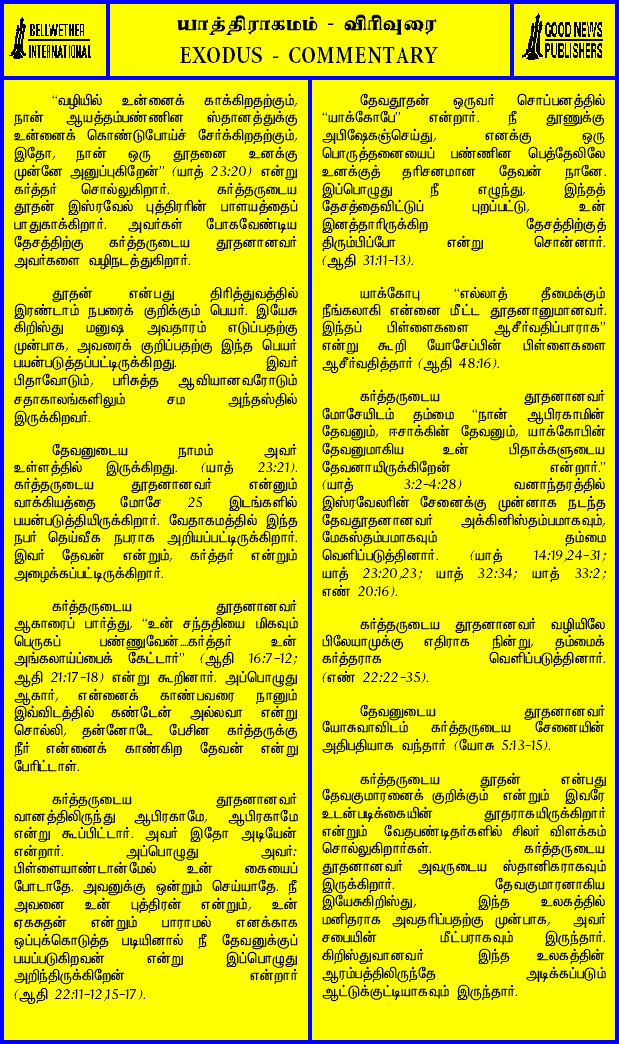 BELLWETHER
INTERNATIONAL
யாத்திராகமம் - விரிவுரை
EXODUS - COMMENTARY
GOOD NEWS
PUBLISHERS
“வழியில் உன்னைக் காக்கிறதற்கும்,
நான் ஆயத்தம்பண்ணின ஸ்தானத்துக்கு
உன்னைக் கொண்டுபோய்ச் சேர்க்கிறதற்கும்,
இதோ, நான் ஒரு தூதனை உனக்கு
முன்னே அனுப்புகிறேன்” (யாத் 23:20) என்று
கர்த்தர் சொல்லுகிறார். கர்த்தருடைய
தூதன் இஸ்ரவேல் புத்திரரின் பாளயத்தைப்
பாதுகாக்கிறார். அவர்கள் போகவேண்டிய
தேசத்திற்கு கர்த்தருடைய தூதனானவர்
அவர்களை வழிநடத்துகிறார்.
தூதன் என்பது திரித்துவத்தில்
இரண்டாம் நபரைக் குறிக்கும் பெயர். இயேசு
கிறிஸ்து மனுஷ அவதாரம் எடுப்பதற்கு
முன்பாக, அவரைக் குறிப்பதற்கு இந்த பெயர்
பயன்படுத்தப்பட்டிருக்கிறது. இவர்
பிதாவோடும், பரிசுத்த ஆவியானவரோடும்
சதாகாலங்களிலும் சம அந்தஸ்தில்
இருக்கிறவர்.
தேவனுடைய நாமம் அவர்
உள்ளத்தில் இருக்கிறது. (யாத் 23:21).
கர்த்தருடைய தூதனானவர் என்னும்
வாக்கியத்தை மோசே 25 இடங்களில்
பயன்படுத்தியிருக்கிறார். வேதாகமத்தில் இந்த
நபர் தெய்வீக நபராக அறியப்பட்டிருக்கிறார்.
இவர் தேவன் என்றும், கர்த்தர் என்றும்
அழைக்கப்பட்டிருக்கிறார்.
கர்த்தருடைய தூதனானவர்
ஆகாரைப் பார்த்து, “உன் சந்ததியை மிகவும்
பெருகப் பண்ணுவேன்...கர்த்தர் உன்
அங்கலாய்ப்பைக் கேட்டார்” (ஆதி 16:7-12;
ஆதி 21:17-18) என்று கூறினார். அப்பொழுது
ஆகார், என்னைக் காண்பவரை நானும்
இவ்விடத்தில் கண்டேன் அல்லவா என்று
சொல்லி, தன்னோடே பேசின கர்த்தருக்கு
நீர் என்னைக் காண்கிற தேவன் என்று
பேரிட்டாள்.
கர்த்தருடைய தூதனானவர்
வானத்திலிருந்து ஆபிரகாமே, ஆபிரகாமே
என்று கூப்பிட்டார். அவர் இதோ அடியேன்
என்றார். அப்பொழுது அவர்:
பிள்ளையாண்டான்மேல் உன் கையைப்
போடாதே. அவனுக்கு ஒன்றும் செய்யாதே. நீ
அவனை உன் புத்திரன் என்றும், உன்
ஏகசுதன் என்றும் பாராமல் எனக்காக
ஒப்புக்கொடுத்த படியினால் நீ தேவனுக்குப்
பயப்படுகிறவன் என்று இப்பொழுது
அறிந்திருக்கிறேன் என்றார்
(ஆதி 22:11-12,15-17).
தேவதூதன் ஒருவர் சொப்பனத்தில்
“யாக்கோபே” என்றார். நீ தூணுக்கு
அபிஷேகஞ்செய்து, எனக்கு ஒரு
பொருத்தனையைப் பண்ணின பெத்தேலிலே
உனக்குத் தரிசனமான தேவன் நானே.
இப்பொழுது நீ எழுந்து, இந்தத்
தேசத்தைவிட்டுப் புறப்பட்டு, உன்
இனத்தாரிருக்கிற தேசத்திற்குத்
திரும்பிப்போ என்று சொன்னார்.
(ஆதி 31:11-13).
யாக்கோபு “எல்லாத் தீமைக்கும்
நீங்கலாகி என்னை மீட்ட தூதனானுமானவர்.
இந்தப் பிள்ளைகளை ஆசீர்வதிப்பாராக”
என்று கூறி யோசேப்பின் பிள்ளைகளை
ஆசீர்வதித்தார் (ஆதி 48:16).
கர்த்தருடைய தூதனானவர்
மோசேயிடம் தம்மை “நான் ஆபிரகாமின்
தேவனும், ஈசாக்கின் தேவனும், யாக்கோபின்
தேவனுமாகிய உன் பிதாக்களுடைய
தேவனாயிருக்கிறேன் என்றார்.”
(யாத் 3:2-4:28) வனாந்தரத்தில்
இஸ்ரவேலரின் சேனைக்கு முன்னாக நடந்த
தேவதூதனானவர் அக்கினிஸ்தம்பமாகவும்,
மேகஸ்தம்பமாகவும் தம்மை
வெளிப்படுத்தினார். (யாத் 14:19,24-31;
யாத் 23:20,23; யாத் 32:34; யாத் 33:2;
எண் 20:16).
கர்த்தருடைய தூதனானவர் வழியிலே
பிலேயாமுக்கு எதிராக நின்று, தம்மைக்
கர்த்தராக வெளிப்படுத்தினார்.
(எண் 22:22-35).
தேவனுடைய தூதனானவர்
யோசுவாவிடம் கர்த்தருடைய சேனையின்
அதிபதியாக வந்தார் (யோசு 5:13-15).
கர்த்தருடைய தூதன் என்பது
தேவகுமாரனைக் குறிக்கும் என்றும் இவரே
உடன்படிக்கையின் தூதராகயிருக்கிறார்
என்றும் வேதபண்டிதர்களில் சிலர் விளக்கம்
சொல்லுகிறார்கள். கர்த்தருடைய
தூதனானவர் அவருடைய ஸ்தானிகராகவும்
இருக்கிறார். தேவகுமாரனாகிய
இயேசுகிறிஸ்து, இந்த உலகத்தில்
மனிதராக அவதரிப்பதற்கு முன்பாக, அவர்
சபையின் மீட்பராகவும் இருந்தார்.
கிறிஸ்துவானவர் இந்த உலகத்தின்
ஆரம்பத்திலிருந்தே அடிக்கப்படும்
ஆட்டுக்குட்டியாகவும் இருந்தார்.